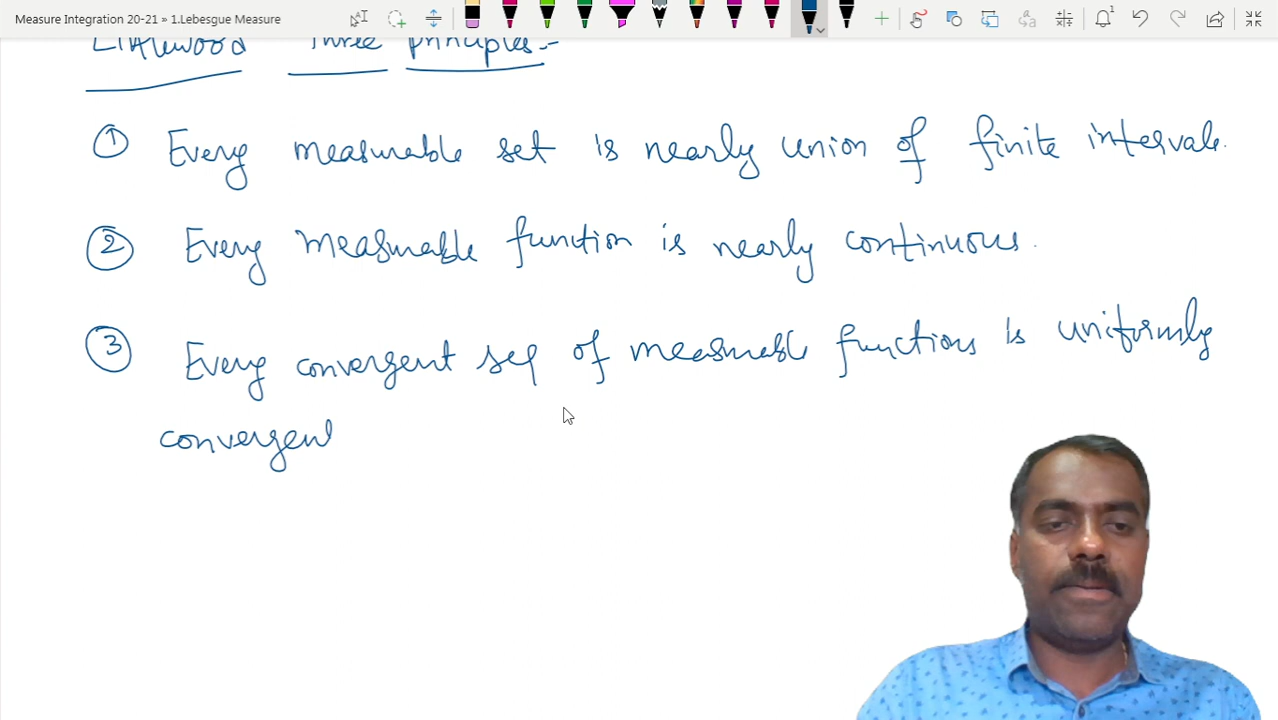 Measure Integration 20-21 » 1.Lebesgue Measure
Littlewood Three principles:-
① Every measurable set is nearly union of finite intervals.
② Every measurable function is nearly continuous.
③ Every convergent seq of measurable functions is uniformly
convergent